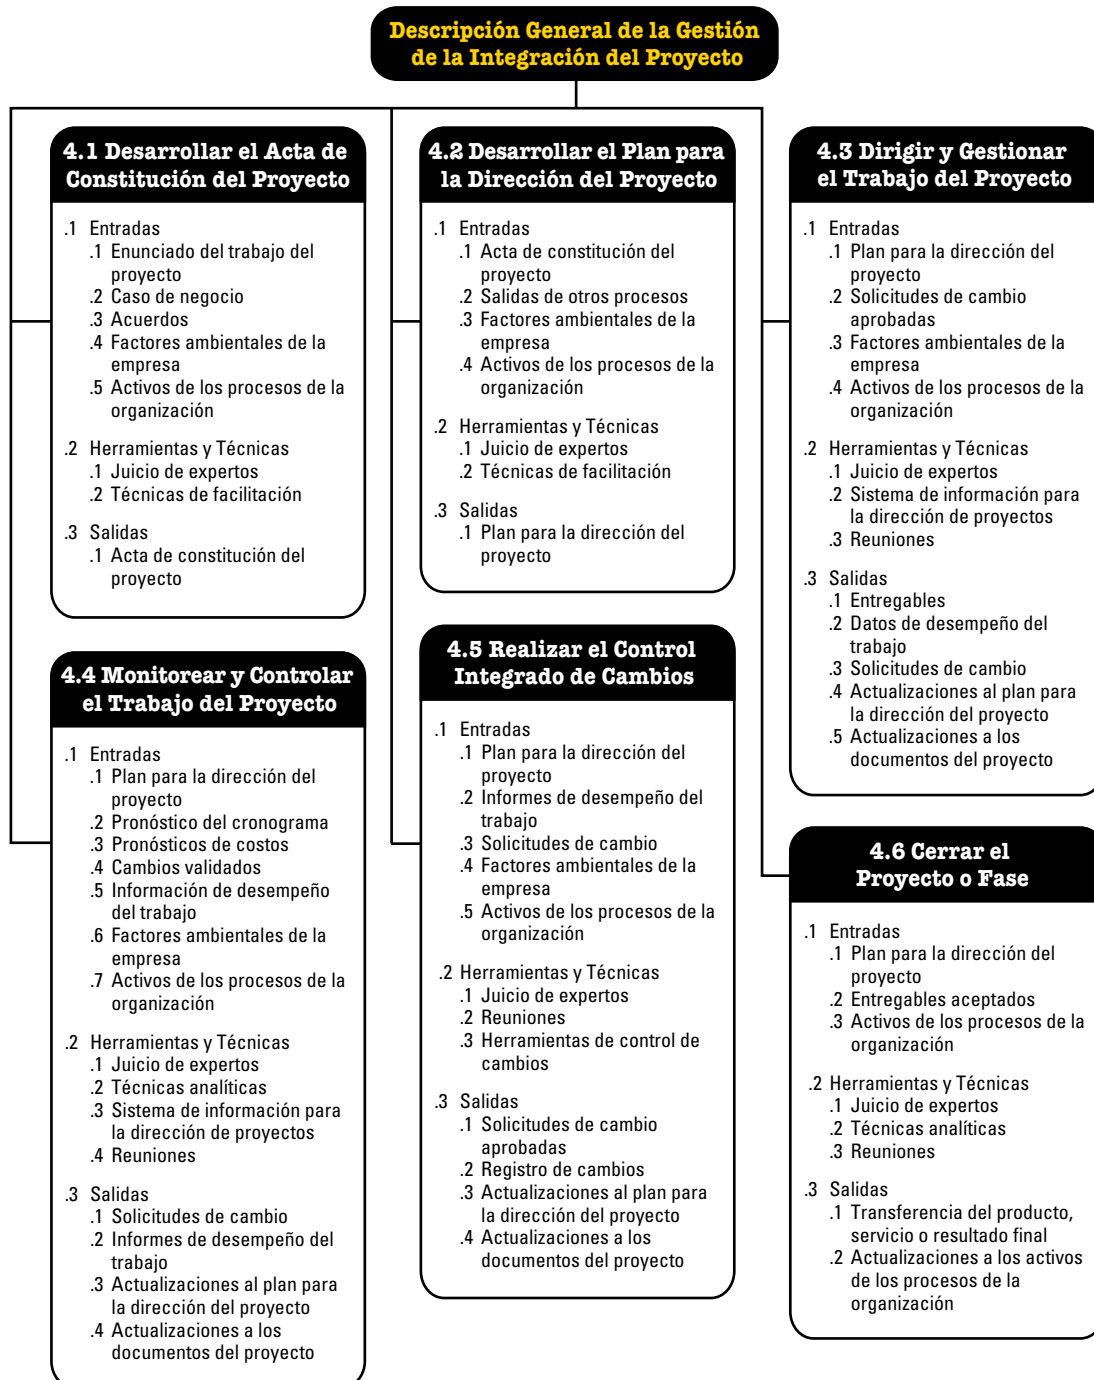 Descripción General de la Gestión
de la Integración del Proyecto
4.1 Desarrollar el Acta de
Constitución del Proyecto
.1 Entradas
.1 Enunciado del trabajo del
proyecto
.2 Caso de negocio
.3 Acuerdos
.4 Factores ambientales de la
empresa
.5 Activos de los procesos de la
organización
.2 Herramientas y Técnicas
.1 Juicio de expertos
.2 Técnicas de facilitación
.3 Salidas
.1 Acta de constitución del
proyecto
4.2 Desarrollar el Plan para
la Dirección del Proyecto
.1 Entradas
.1 Acta de constitución del
proyecto
.2 Salidas de otros procesos
.3 Factores ambientales de la
empresa
.4 Activos de los procesos de la
organización
.2 Herramientas y Técnicas
.1 Juicio de expertos
.2 Técnicas de facilitación
.3 Salidas
.1 Plan para la dirección del
proyecto
4.3 Dirigir y Gestionar
el Trabajo del Proyecto
.1 Entradas
.1 Plan para la dirección del
proyecto
.2 Solicitudes de cambio
aprobadas
.3 Factores ambientales de la
empresa
.4 Activos de los procesos de la
organización
.2 Herramientas y Técnicas
.1 Juicio de expertos
.2 Sistema de información para
la dirección de proyectos
.3 Reuniones
.3 Salidas
.1 Entregables
.2 Datos de desempeño del
trabajo
.3 Solicitudes de cambio
.4 Actualizaciones al plan para
la dirección del proyecto
.5 Actualizaciones a los
documentos del proyecto
4.4 Monitorear y Controlar
el Trabajo del Proyecto
.1 Entradas
.1 Plan para la dirección del
proyecto
.2 Pronóstico del cronograma
.3 Pronósticos de costos
.4 Cambios validados
.5 Información de desempeño
del trabajo
.6 Factores ambientales de la
empresa
.7 Activos de los procesos de la
organización
.2 Herramientas y Técnicas
.1 Juicio de expertos
.2 Técnicas analíticas
.3 Sistema de información para
la dirección de proyectos
.4 Reuniones
.3 Salidas
.1 Solicitudes de cambio
.2 Informes de desempeño del
trabajo
.3 Actualizaciones al plan para
la dirección del proyecto
.4 Actualizaciones a los
documentos del proyecto
4.5 Realizar el Control
Integrado de Cambios
.1 Entradas
.1 Plan para la dirección del
proyecto
.2 Informes de desempeño del
trabajo
.3 Solicitudes de cambio
.4 Factores ambientales de la
empresa
.5 Activos de los procesos de la
organización
.2 Herramientas y Técnicas
.1 Juicio de expertos
.2 Reuniones
.3 Herramientas de control de
cambios
.3 Salidas
.1 Solicitudes de cambio
aprobadas
.2 Registro de cambios
.3 Actualizaciones al plan para
la dirección del proyecto
.4 Actualizaciones a los
documentos del proyecto
4.6 Cerrar el
Proyecto o Fase
.1 Entradas
.1 Plan para la dirección del
proyecto
.2 Entregables aceptados
.3 Activos de los procesos de la
organización
.2 Herramientas y Técnicas
.1 Juicio de expertos
.2 Técnicas analíticas
.3 Reuniones
.3 Salidas
.1 Transferencia del producto,
servicio o resultado final
.2 Actualizaciones a los activos
de los procesos de la
organización